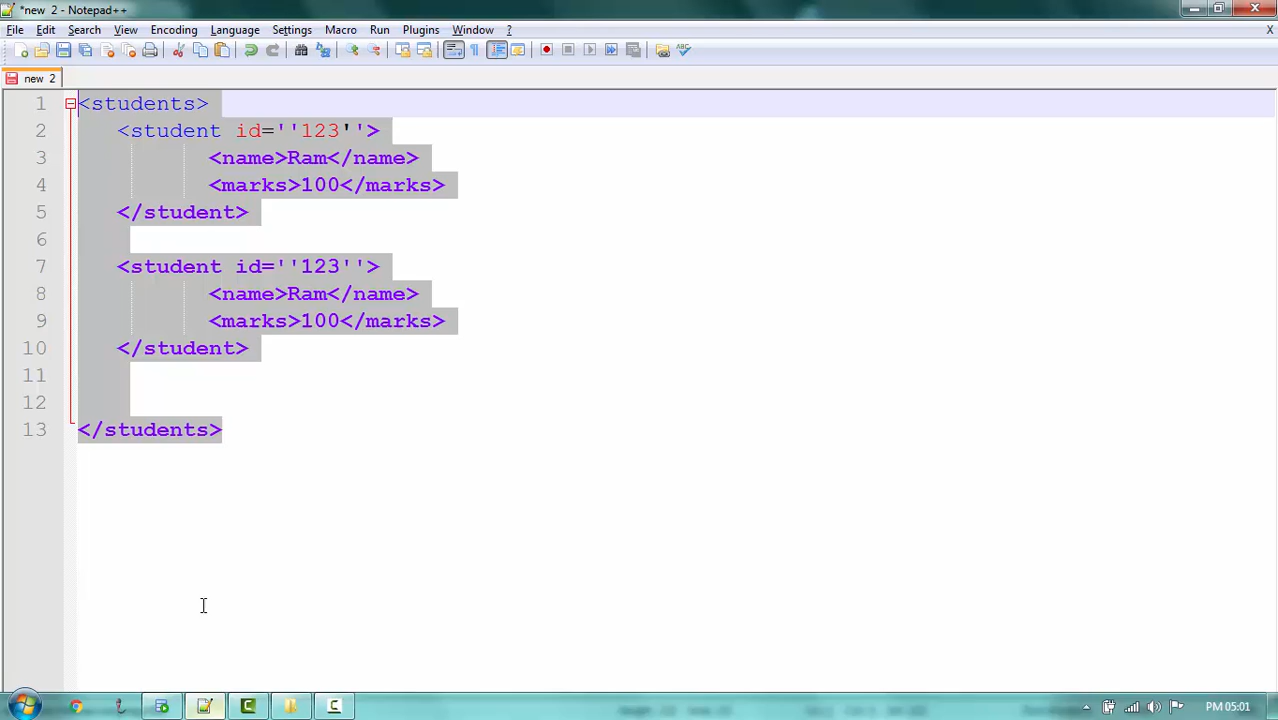 *new 2 - Notepad++
File Edit Search View Encoding Language Settings Macro Run Plugins Window ? X
new 2
1 <students>
2 <student id=''123''>
3 <name>Ram</name>
4 <marks>100</marks>
5 </student>
6
7 <student id=''123''>
8 <name>Ram</name>
9 <marks>100</marks>
10 </student>
11
12
13 </students>
PM 05:01